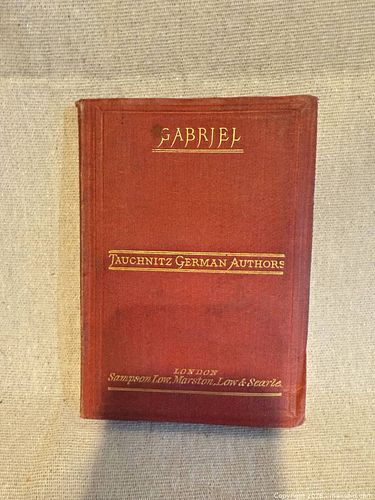 GABRIEL
TAUCHNITZ GERMAN AUTHORS
LONDON
Sampson Low, Marston, Low & Searle.